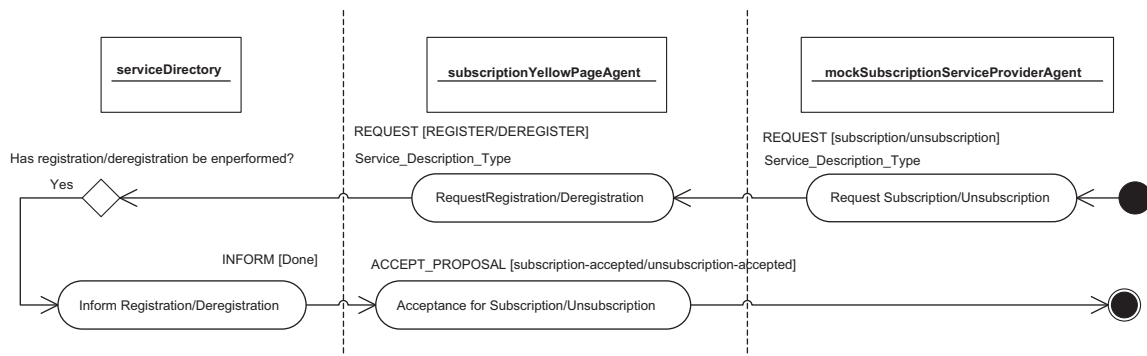 serviceDirectory
subscriptionYellowPageAgent
mockSubscriptionServiceProviderAgent
REQUEST [REGISTER/DEREGISTER]
REQUEST [subscription/unsubscription]
Has registration/deregistration be enperformed?
Service_Description_Type
Service_Description_Type
Yes
RequestRegistration/Deregistration
Request Subscription/Unsubscription
INFORM [Done]
ACCEPT_PROPOSAL [subscription-accepted/unsubscription-accepted]
Inform Registration/Deregistration
Acceptance for Subscription/Unsubscription